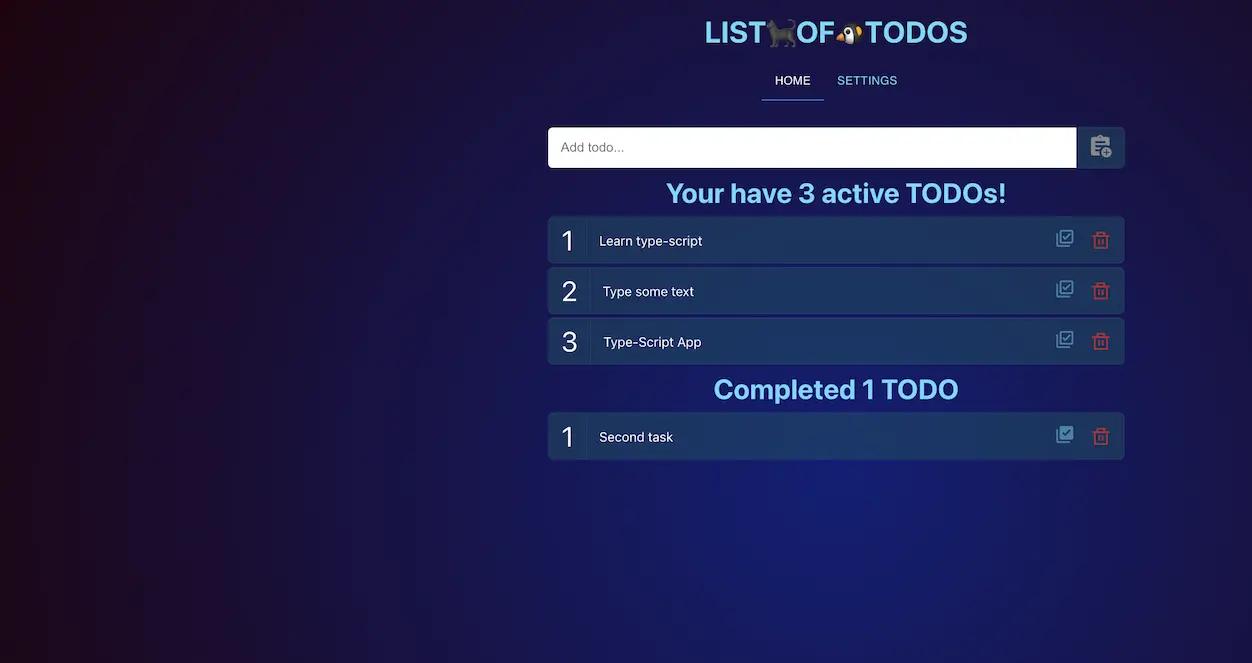 LIST🐈‍⬛OF🐧TODOS
HOME SETTINGS
Add todo...
Your have 3 active TODOs!
1 Learn type-script
2 Type some text
3 Type-Script App
Completed 1 TODO
1 Second task